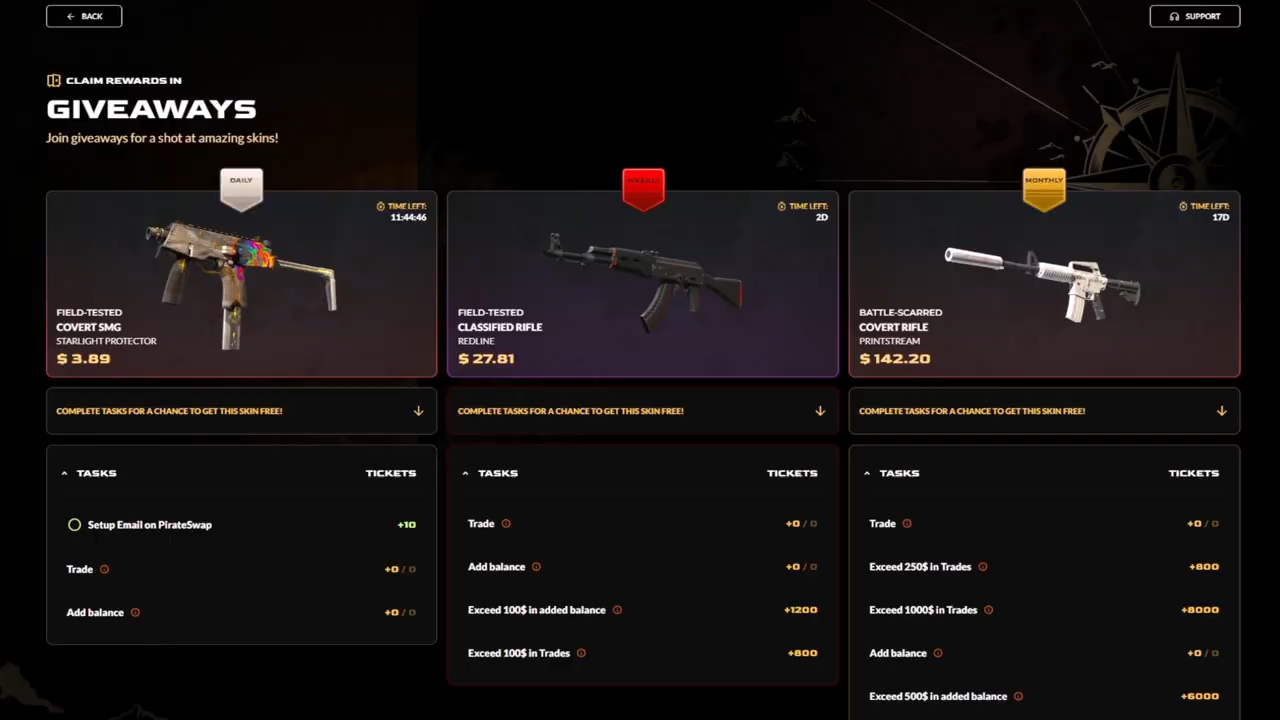 BACK
SUPPORT
CLAIM REWARDS IN
GIVEAWAYS
Join giveaways for a shot at amazing skins!
DAILY
TIME LEFT:
11:44:46
FIELD-TESTED
COVERT SMG
STARLIGHT PROTECTOR
$ 3.89
WEEKLY
TIME LEFT:
2D
FIELD-TESTED
CLASSIFIED RIFLE
REDLINE
$ 27.81
MONTHLY
TIME LEFT:
17D
BATTLE-SCARRED
COVERT RIFLE
PRINTSTREAM
$ 142.20
COMPLETE TASKS FOR A CHANCE TO GET THIS SKIN FREE!
COMPLETE TASKS FOR A CHANCE TO GET THIS SKIN FREE!
COMPLETE TASKS FOR A CHANCE TO GET THIS SKIN FREE!
TASKS TICKETS
Setup Email on PirateSwap +10
Trade +0 / 0
Add balance +0 / 0
TASKS TICKETS
Trade +0 / 0
Add balance +0 / 0
Exceed 100$ in added balance +1200
Exceed 100$ in Trades +800
TASKS TICKETS
Trade +0 / 0
Exceed 250$ in Trades +800
Exceed 1000$ in Trades +8000
Add balance +0 / 0
Exceed 500$ in added balance +6000